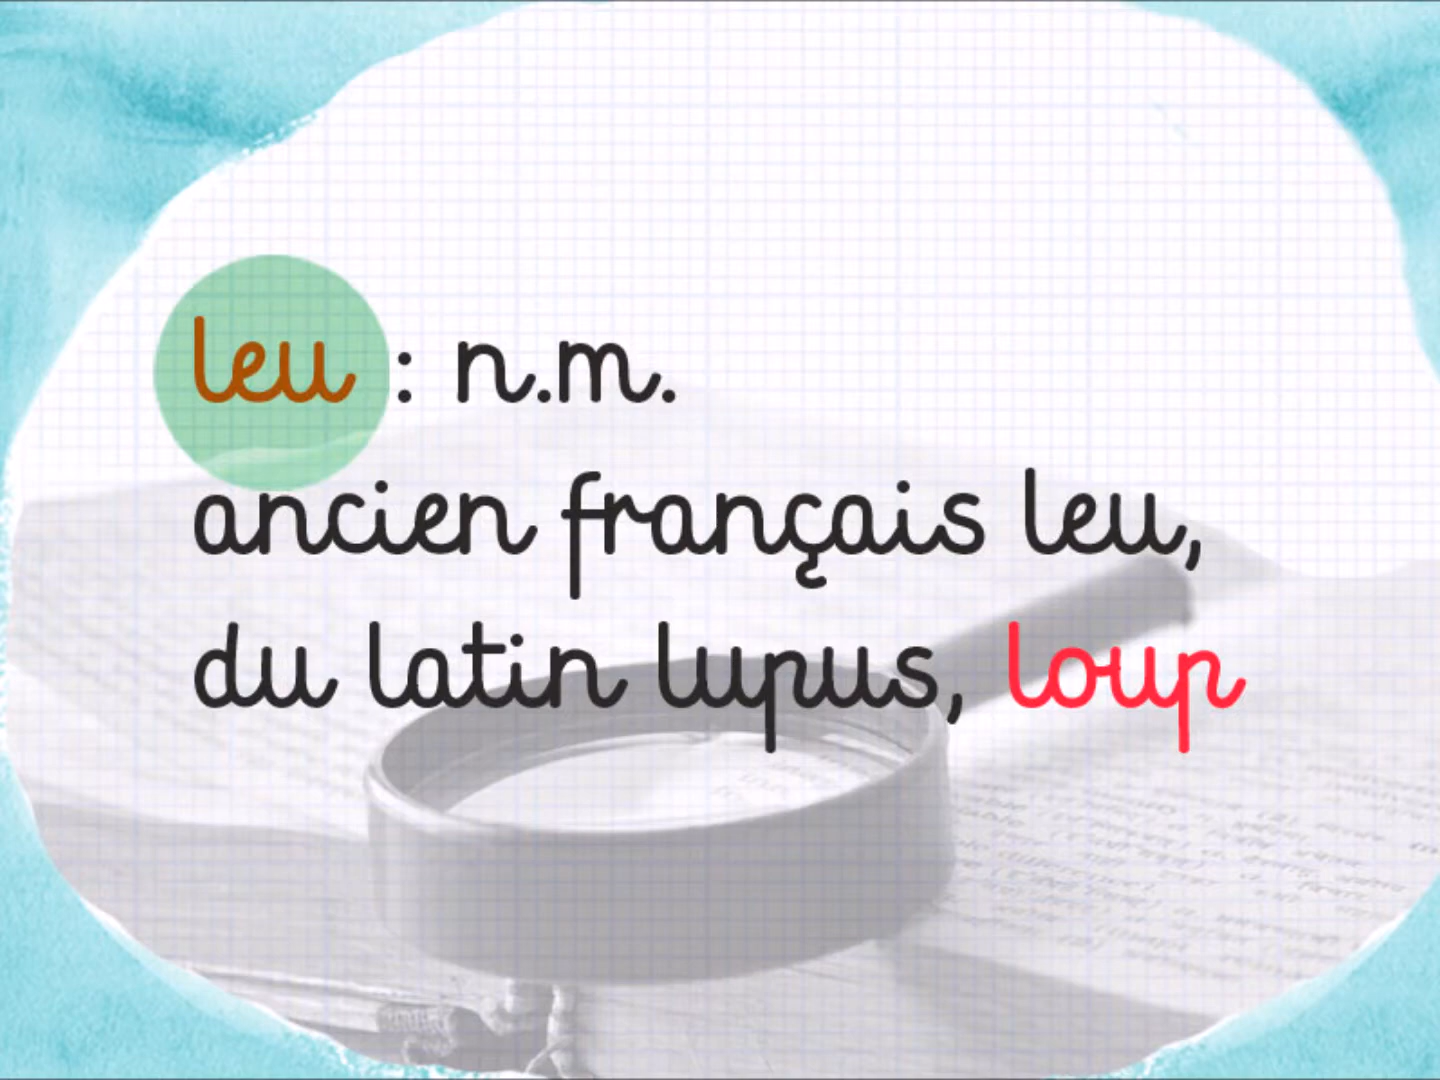 leu : n.m.
ancien français leu,
du latin lupus, loup